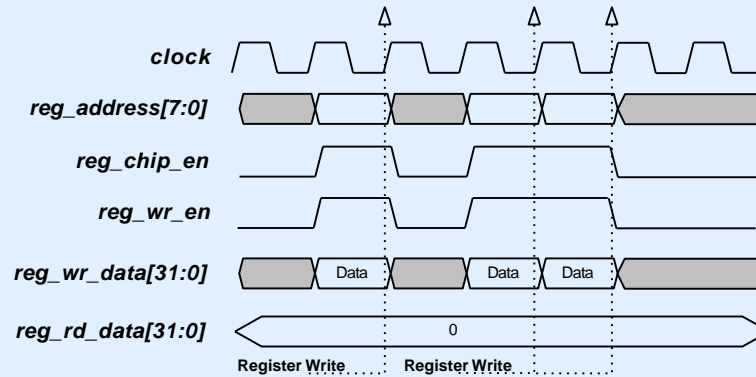 clock
reg_address[7:0]
reg_chip_en
reg_wr_en
reg_wr_data[31:0] Data Data Data
reg_rd_data[31:0] 0
Register Write Register Write